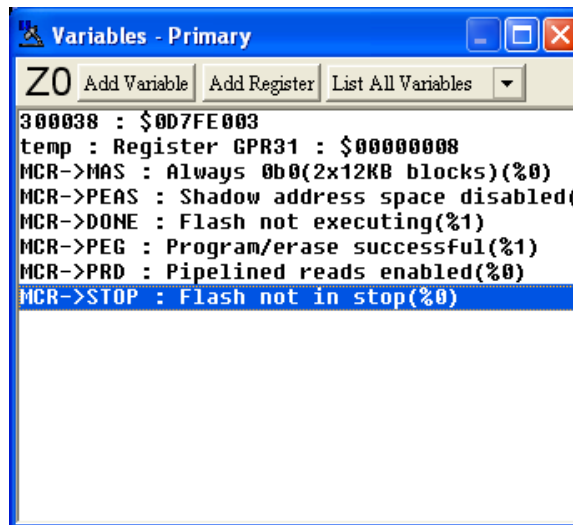 Variables - Primary
Z0 Add Variable Add Register List All Variables
300038 : $0D7FE003
temp : Register GPR31 : $00000008
MCR->MAS : Always 0b0(2x12KB blocks)(%0)
MCR->PEAS : Shadow address space disabled(
MCR->DONE : Flash not executing(%1)
MCR->PEG : Program/erase successful(%1)
MCR->PRD : Pipelined reads enabled(%0)
MCR->STOP : Flash not in stop(%0)